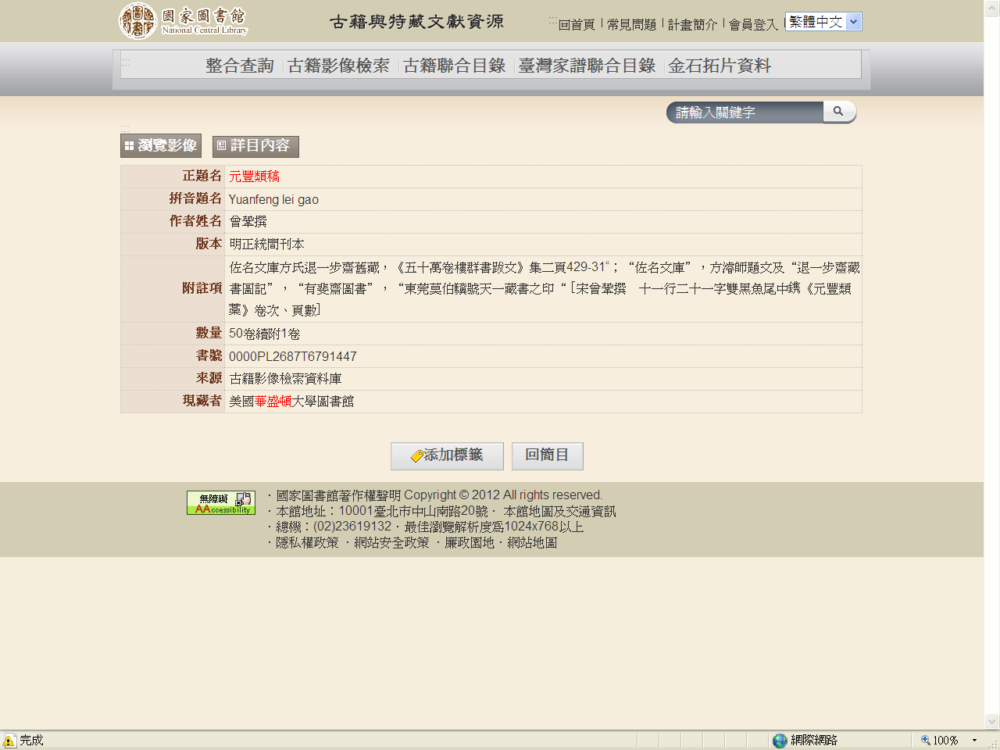 國家圖書館
National Central Library
古籍與特藏文獻資源
:::回首頁 | 常見問題 | 計畫簡介 | 會員登入 | 繁體中文
:::
整合查詢 古籍影像檢索 古籍聯合目錄 臺灣家譜聯合目錄 金石拓片資料
請輸入關鍵字
:::
瀏覽影像 詳目內容
正題名 元豐類稿
拼音題名 Yuanfeng lei gao
作者姓名 曾鞏撰
版本 明正統間刊本
附註項 佐名文庫方氏退一步齋舊藏，《五十萬卷樓群書跋文》集二頁429-31“；“佐名文庫”，方濬師題文及“退一步齋藏
書圖記”，“有斐齋圖書”，“東莞莫伯驥號天一藏書之印“ [宋曾鞏撰　十一行二十一字雙黑魚尾中鐫《元豐類
藁》卷次、頁數]
數量 50卷續附1卷
書號 0000PL2687T6791447
來源 古籍影像檢索資料庫
現藏者 美國華盛頓大學圖書館
添加標籤 回簡目
無障礙
AAccessibility
．國家圖書館著作權聲明 Copyright © 2012 All rights reserved.
．本館地址：10001臺北市中山南路20號． 本館地圖及交通資訊
．總機：(02)23619132．最佳瀏覽解析度為1024x768以上
．隱私權政策 ．網站安全政策 ．廉政園地．網站地圖
完成 網際網路 100%